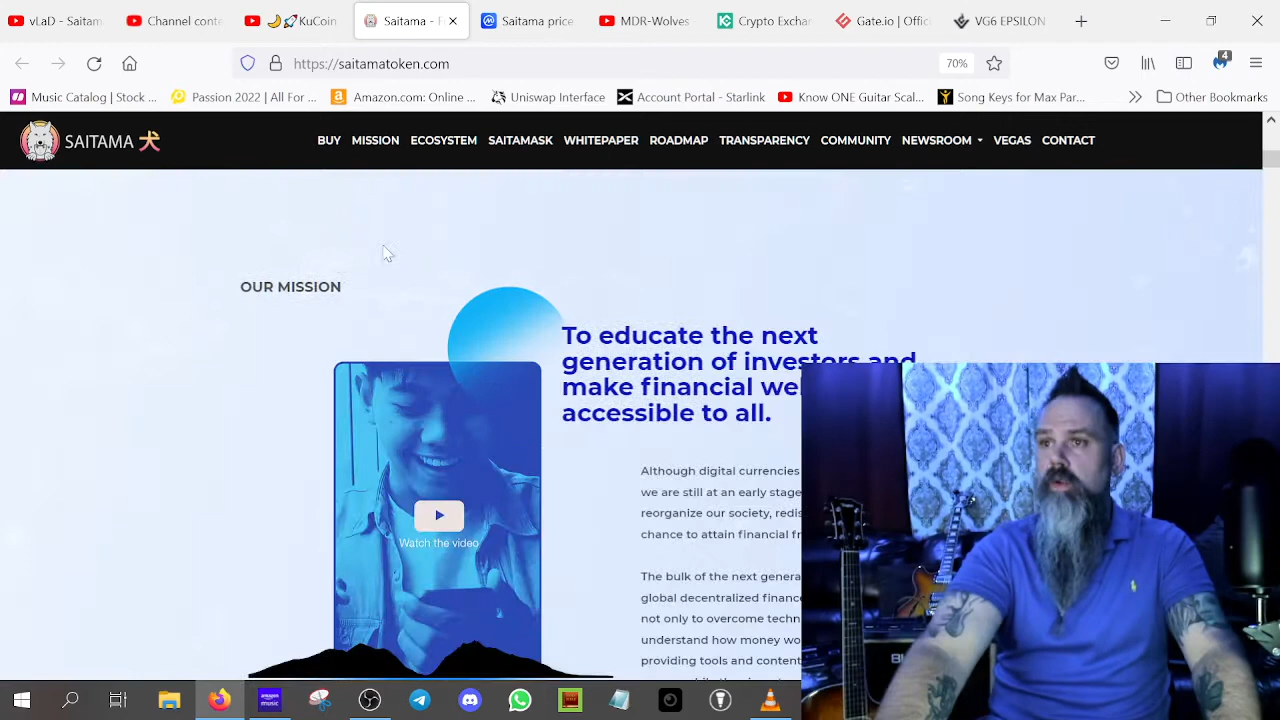 vLaD - Saitam
Channel conte
🌙🚀KuCoin
Saitama - F
Saitama price
MDR-Wolves
Crypto Exchan
Gate.io | Offic
VG6 EPSILON
https://saitamatoken.com
70%
4
Music Catalog | Stock ...
Passion 2022 | All For ...
Amazon.com: Online ...
Uniswap Interface
Account Portal - Starlink
Know ONE Guitar Scal...
Song Keys for Max Par...
Other Bookmarks
SAITAMA 犬
BUY
MISSION
ECOSYSTEM
SAITAMASK
WHITEPAPER
ROADMAP
TRANSPARENCY
COMMUNITY
NEWSROOM
VEGAS
CONTACT
OUR MISSION
To educate the next
generation of investors and
make financial wel
accessible to all.
Watch the video
Although digital currencies
we are still at an early stage
reorganize our society, redis
chance to attain financial fr
The bulk of the next genera
global decentralized finance
not only to overcome techn
understand how money wo
providing tools and content